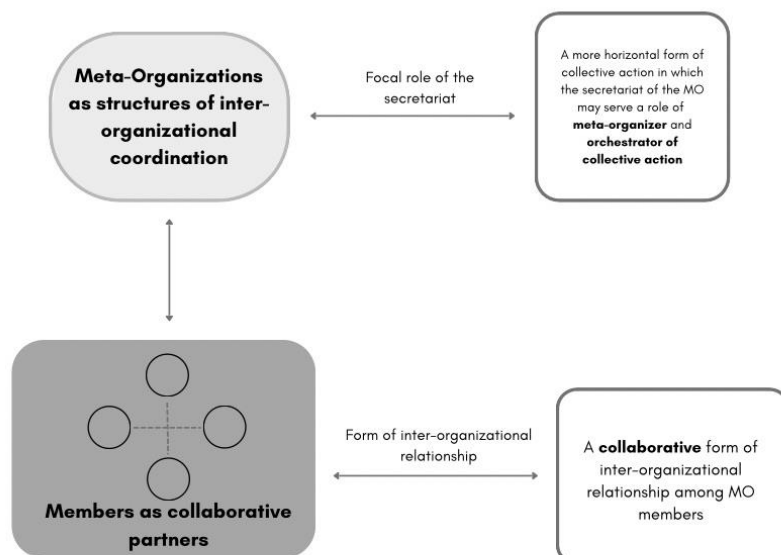 Meta-Organizations
as structures of inter-
organizational
coordination
Focal role of the
secretariat
A more horizontal form of
collective action in which
the secretariat of the MO
may serve a role of
meta-organizer and
orchestrator of
collective action
Members as collaborative
partners
Form of inter-organizational
relationship
A collaborative form of
inter-organizational
relationship among MO
members